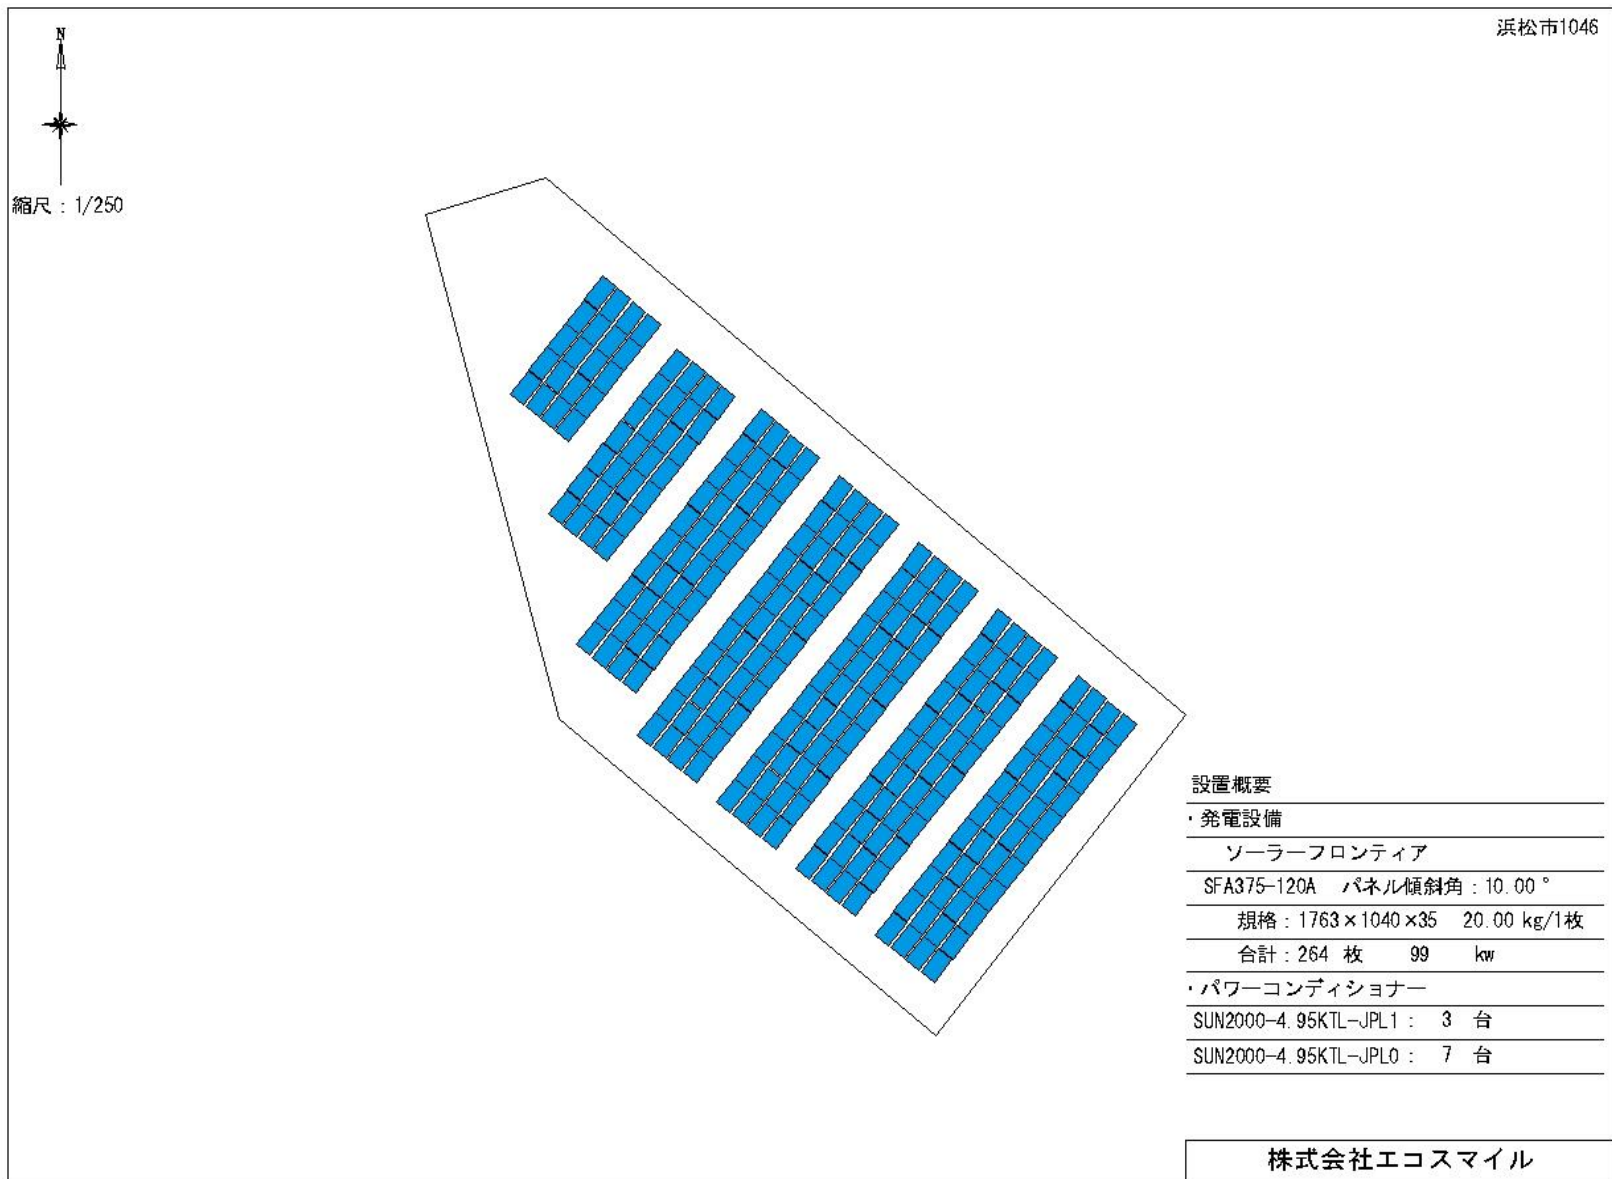 浜松市1046
N
縮尺：1/250
設置概要
・発電設備
ソーラーフロンティア
SFA375-120A パネル傾斜角：10.00°
規格：1763×1040×35 20.00 kg/1枚
合計：264 枚 99 kw
・パワーコンディショナー
SUN2000-4.95KTL-JPL1： 3 台
SUN2000-4.95KTL-JPL0： 7 台
株式会社エコスマイル